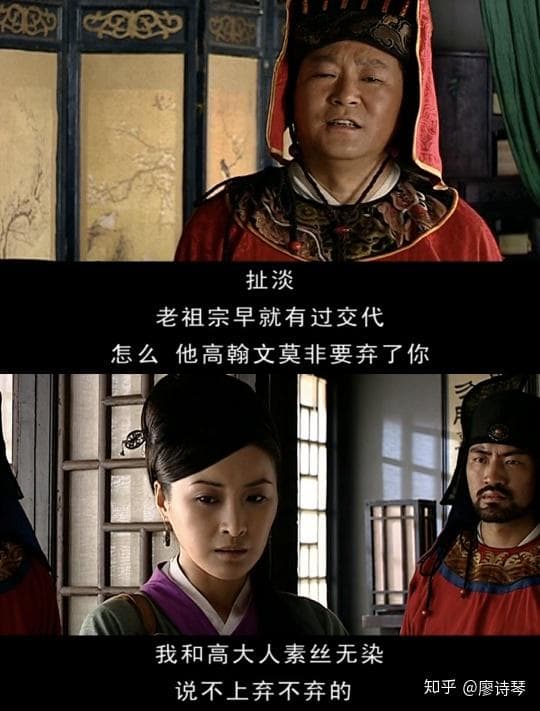 扯淡
老祖宗早就有过交代
怎么 他高翰文莫非要弃了你
我和高大人素丝无染
说不上弃不弃的
知乎 @廖诗琴